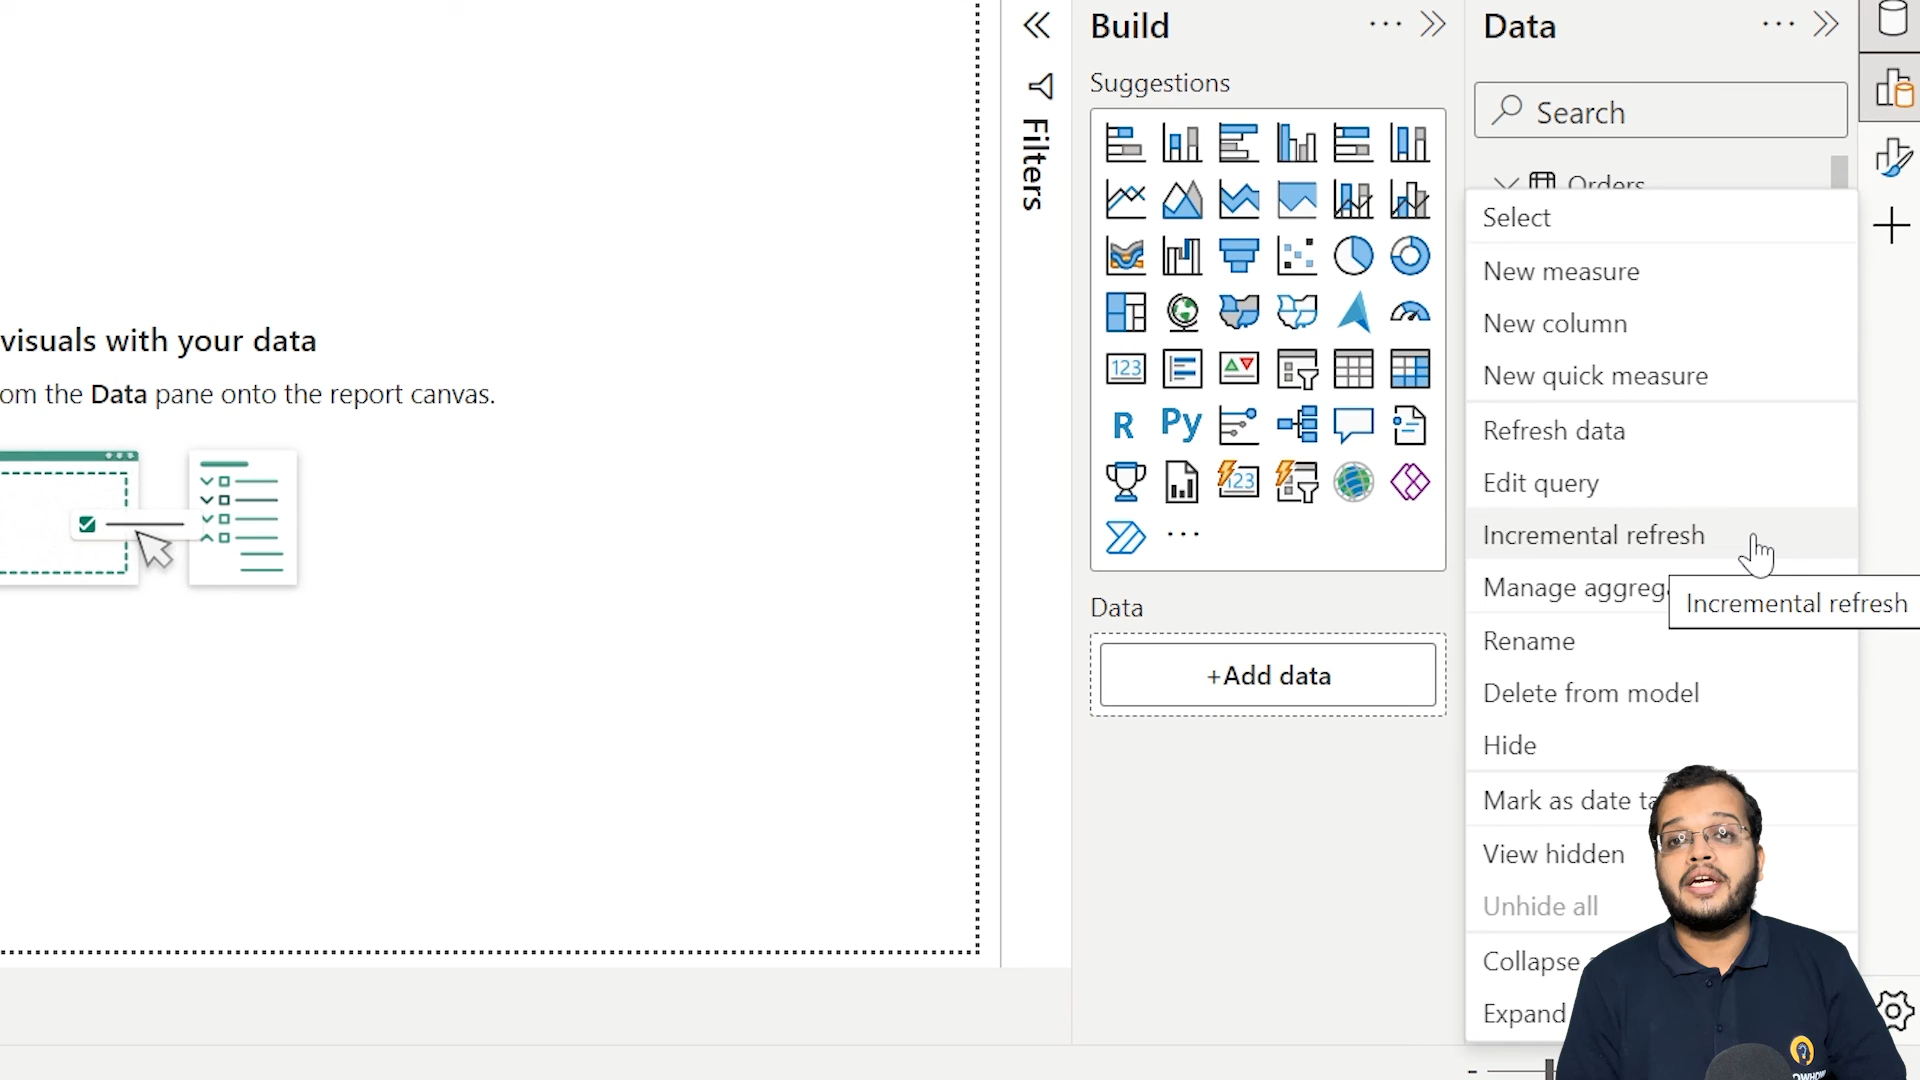 visuals with your data
om the Data pane onto the report canvas.
Filters
Build
Suggestions
123
R
Py
123
Data
+Add data
Data
Search
Orders
Select
New measure
New column
New quick measure
Refresh data
Edit query
Incremental refresh
Manage aggreg
Incremental refresh
Rename
Delete from model
Hide
Mark as date ta
View hidden
Unhide all
Collapse
Expand